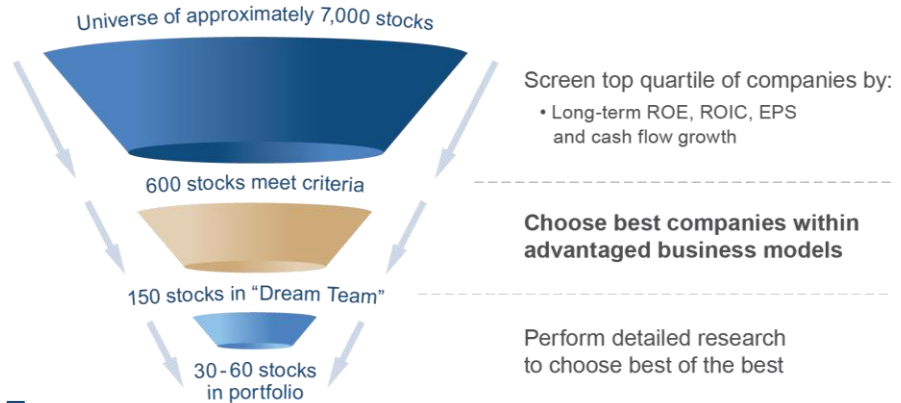 Universe of approximately 7,000 stocks
Screen top quartile of companies by:
• Long-term ROE, ROIC, EPS
and cash flow growth
600 stocks meet criteria
Choose best companies within
advantaged business models
150 stocks in “Dream Team”
Perform detailed research
to choose best of the best
30-60 stocks
in portfolio